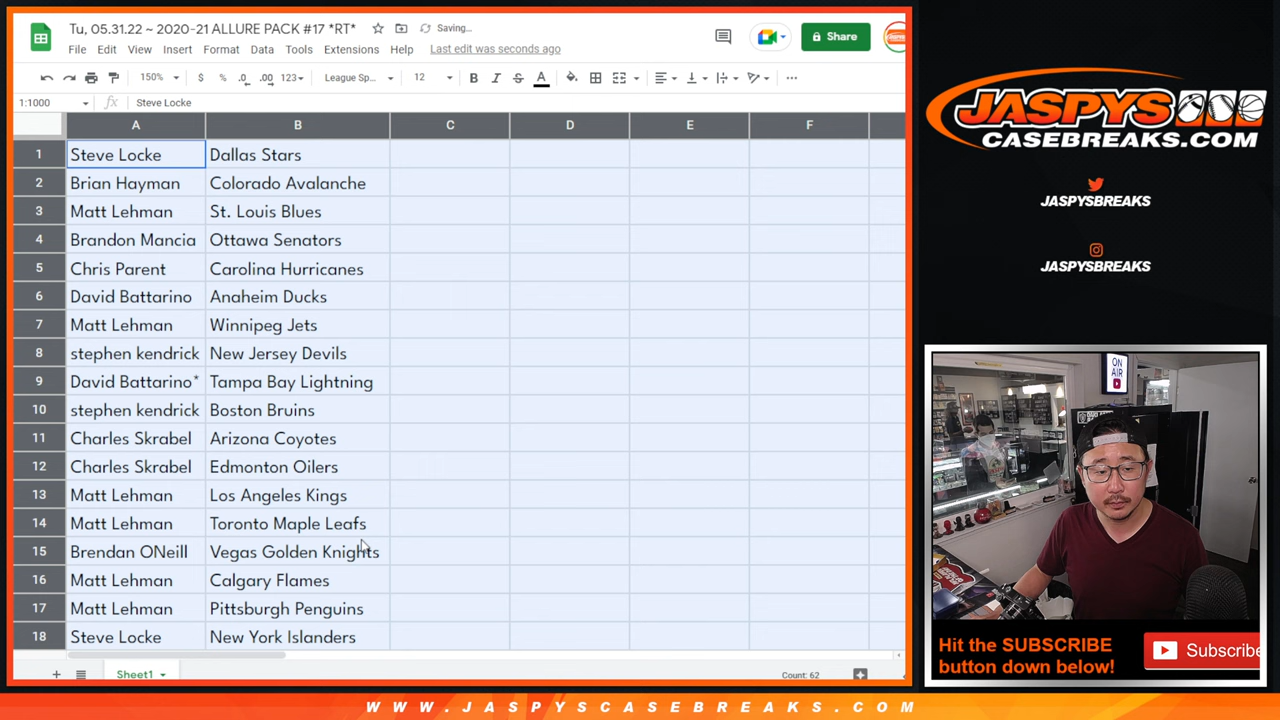 Tu, 05.31.22 ~ 2020-21 ALLURE PACK #17 *RT*
Saving...
File Edit View Insert Format Data Tools Extensions Help Last edit was seconds ago
Share
150% $ % .0 .00 123 League Sp... 12 B I S A
1:1000 fx Steve Locke
A B C D E F
1 Steve Locke Dallas Stars
2 Brian Hayman Colorado Avalanche
3 Matt Lehman St. Louis Blues
4 Brandon Mancia Ottawa Senators
5 Chris Parent Carolina Hurricanes
6 David Battarino Anaheim Ducks
7 Matt Lehman Winnipeg Jets
8 stephen kendrick New Jersey Devils
9 David Battarino* Tampa Bay Lightning
10 stephen kendrick Boston Bruins
11 Charles Skrabel Arizona Coyotes
12 Charles Skrabel Edmonton Oilers
13 Matt Lehman Los Angeles Kings
14 Matt Lehman Toronto Maple Leafs
15 Brendan ONeill Vegas Golden Knights
16 Matt Lehman Calgary Flames
17 Matt Lehman Pittsburgh Penguins
18 Steve Locke New York Islanders
Sheet1
Count: 62
JASPYS
CASEBREAKS.COM
JASPYSBREAKS
JASPYSBREAKS
ON
AIR
Hit the SUBSCRIBE
button down below!
Subscribe
WWW.JASPYSCASEBREAKS.COM